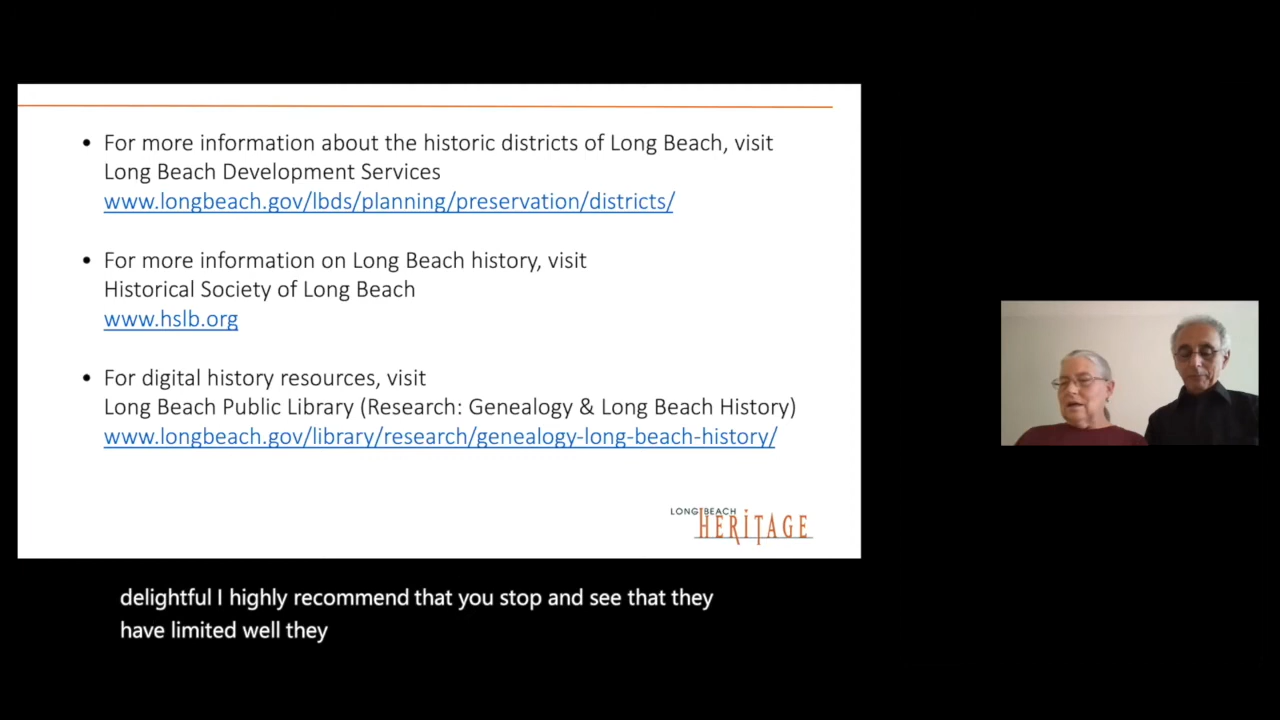 • For more information about the historic districts of Long Beach, visit
Long Beach Development Services
www.longbeach.gov/lbds/planning/preservation/districts/
• For more information on Long Beach history, visit
Historical Society of Long Beach
www.hslb.org
• For digital history resources, visit
Long Beach Public Library (Research: Genealogy & Long Beach History)
www.longbeach.gov/library/research/genealogy-long-beach-history/
LONG BEACH
HERITAGE
delightful I highly recommend that you stop and see that they
have limited well they